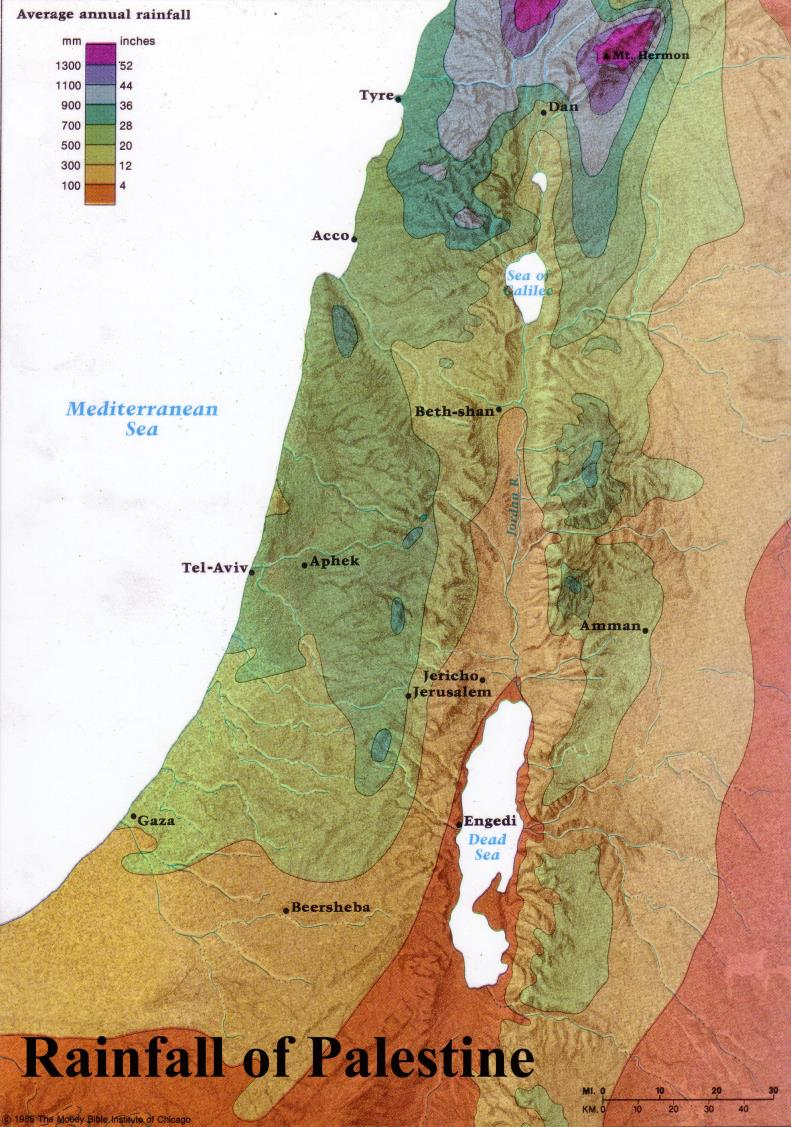 Average annual rainfall
mm inches
1300 52
1100 44
900 36
700 28
500 20
300 12
100 4
Mt. Hermon
Tyre
Dan
Acco
Sea of
Galilee
Mediterranean
Sea
Beth-shan
Jordan R.
Tel-Aviv
Aphek
Amman
Jericho
Jerusalem
Gaza
Engedi
Dead
Sea
Beersheba
Rainfall of Palestine
MI. 0 10 20 30
KM. 0 10 20 30 40
© 1985 The Moody Bible Institute of Chicago